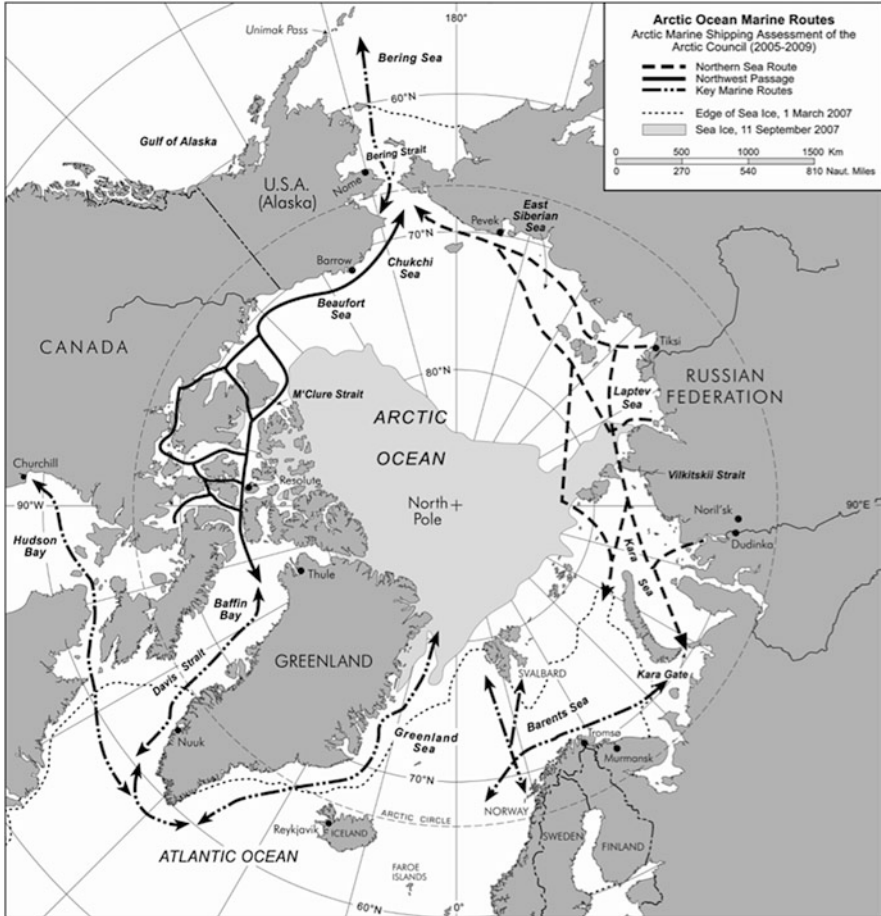 Arctic Ocean Marine Routes
Arctic Marine Shipping Assessment of the
Arctic Council (2005-2009)
Northern Sea Route
Northwest Passage
Key Marine Routes
Edge of Sea Ice, 1 March 2007
Sea Ice, 11 September 2007
0 500 1000 1500 Km
0 270 540 810 Naut. Miles
180°
Unimak Pass
Bering Sea
60°N
Gulf of Alaska
Bering Strait
Nome
U.S.A.
(Alaska)
East
Siberian
Sea
Pevek
70°N
Barrow
Chukchi
Sea
Beaufort
Sea
CANADA
Tiksi
80°N
RUSSIAN
FEDERATION
M'Clure Strait
Laptev
Sea
ARCTIC
OCEAN
Churchill
Vilkitskii Strait
Resolute
North
Pole
90°W
90°E
Noril'sk
Dudinka
Hudson
Bay
Kara
Sea
Thule
Baffin
Bay
GREENLAND
SVALBARD
Kara Gate
Davis Strait
Barents Sea
Nuuk
Greenland
Sea
Tromsø
Murmansk
70°N
NORWAY
ARCTIC CIRCLE
Reykjavik
ICELAND
SWEDEN
FINLAND
ATLANTIC OCEAN
FAROE
ISLANDS
60°N
0°